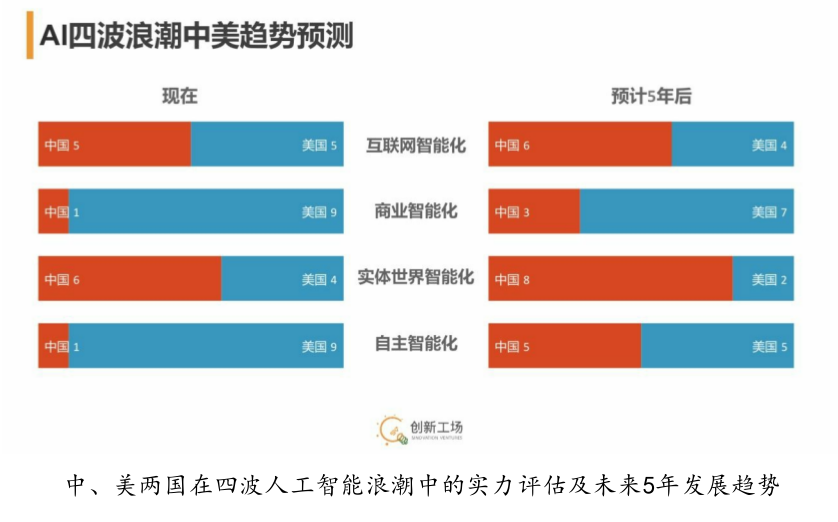 AI四波浪潮中美趋势预测
现在
预计5年后
中国 5
美国 5
互联网智能化
中国 6
美国 4
中国 1
美国 9
商业智能化
中国 3
美国 7
中国 6
美国 4
实体世界智能化
中国 8
美国 2
中国 1
美国 9
自主智能化
中国 5
美国 5
创新工场
INNOVATION VENTURES
中、美两国在四波人工智能浪潮中的实力评估及未来5年发展趋势